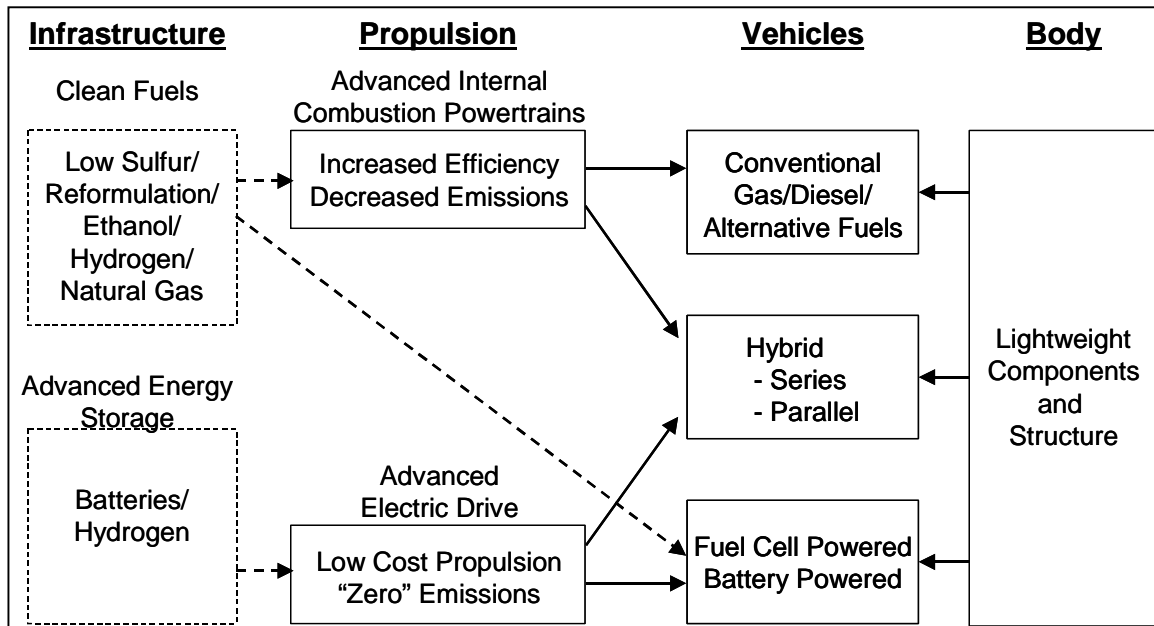 Infrastructure
Propulsion
Vehicles
Body
Clean Fuels
Low Sulfur/
Reformulation/
Ethanol/
Hydrogen/
Natural Gas
Advanced Energy
Storage
Batteries/
Hydrogen
Advanced Internal
Combustion Powertrains
Increased Efficiency
Decreased Emissions
Advanced
Electric Drive
Low Cost Propulsion
“Zero” Emissions
Conventional
Gas/Diesel/
Alternative Fuels
Hybrid
- Series
- Parallel
Fuel Cell Powered
Battery Powered
Lightweight
Components
and
Structure